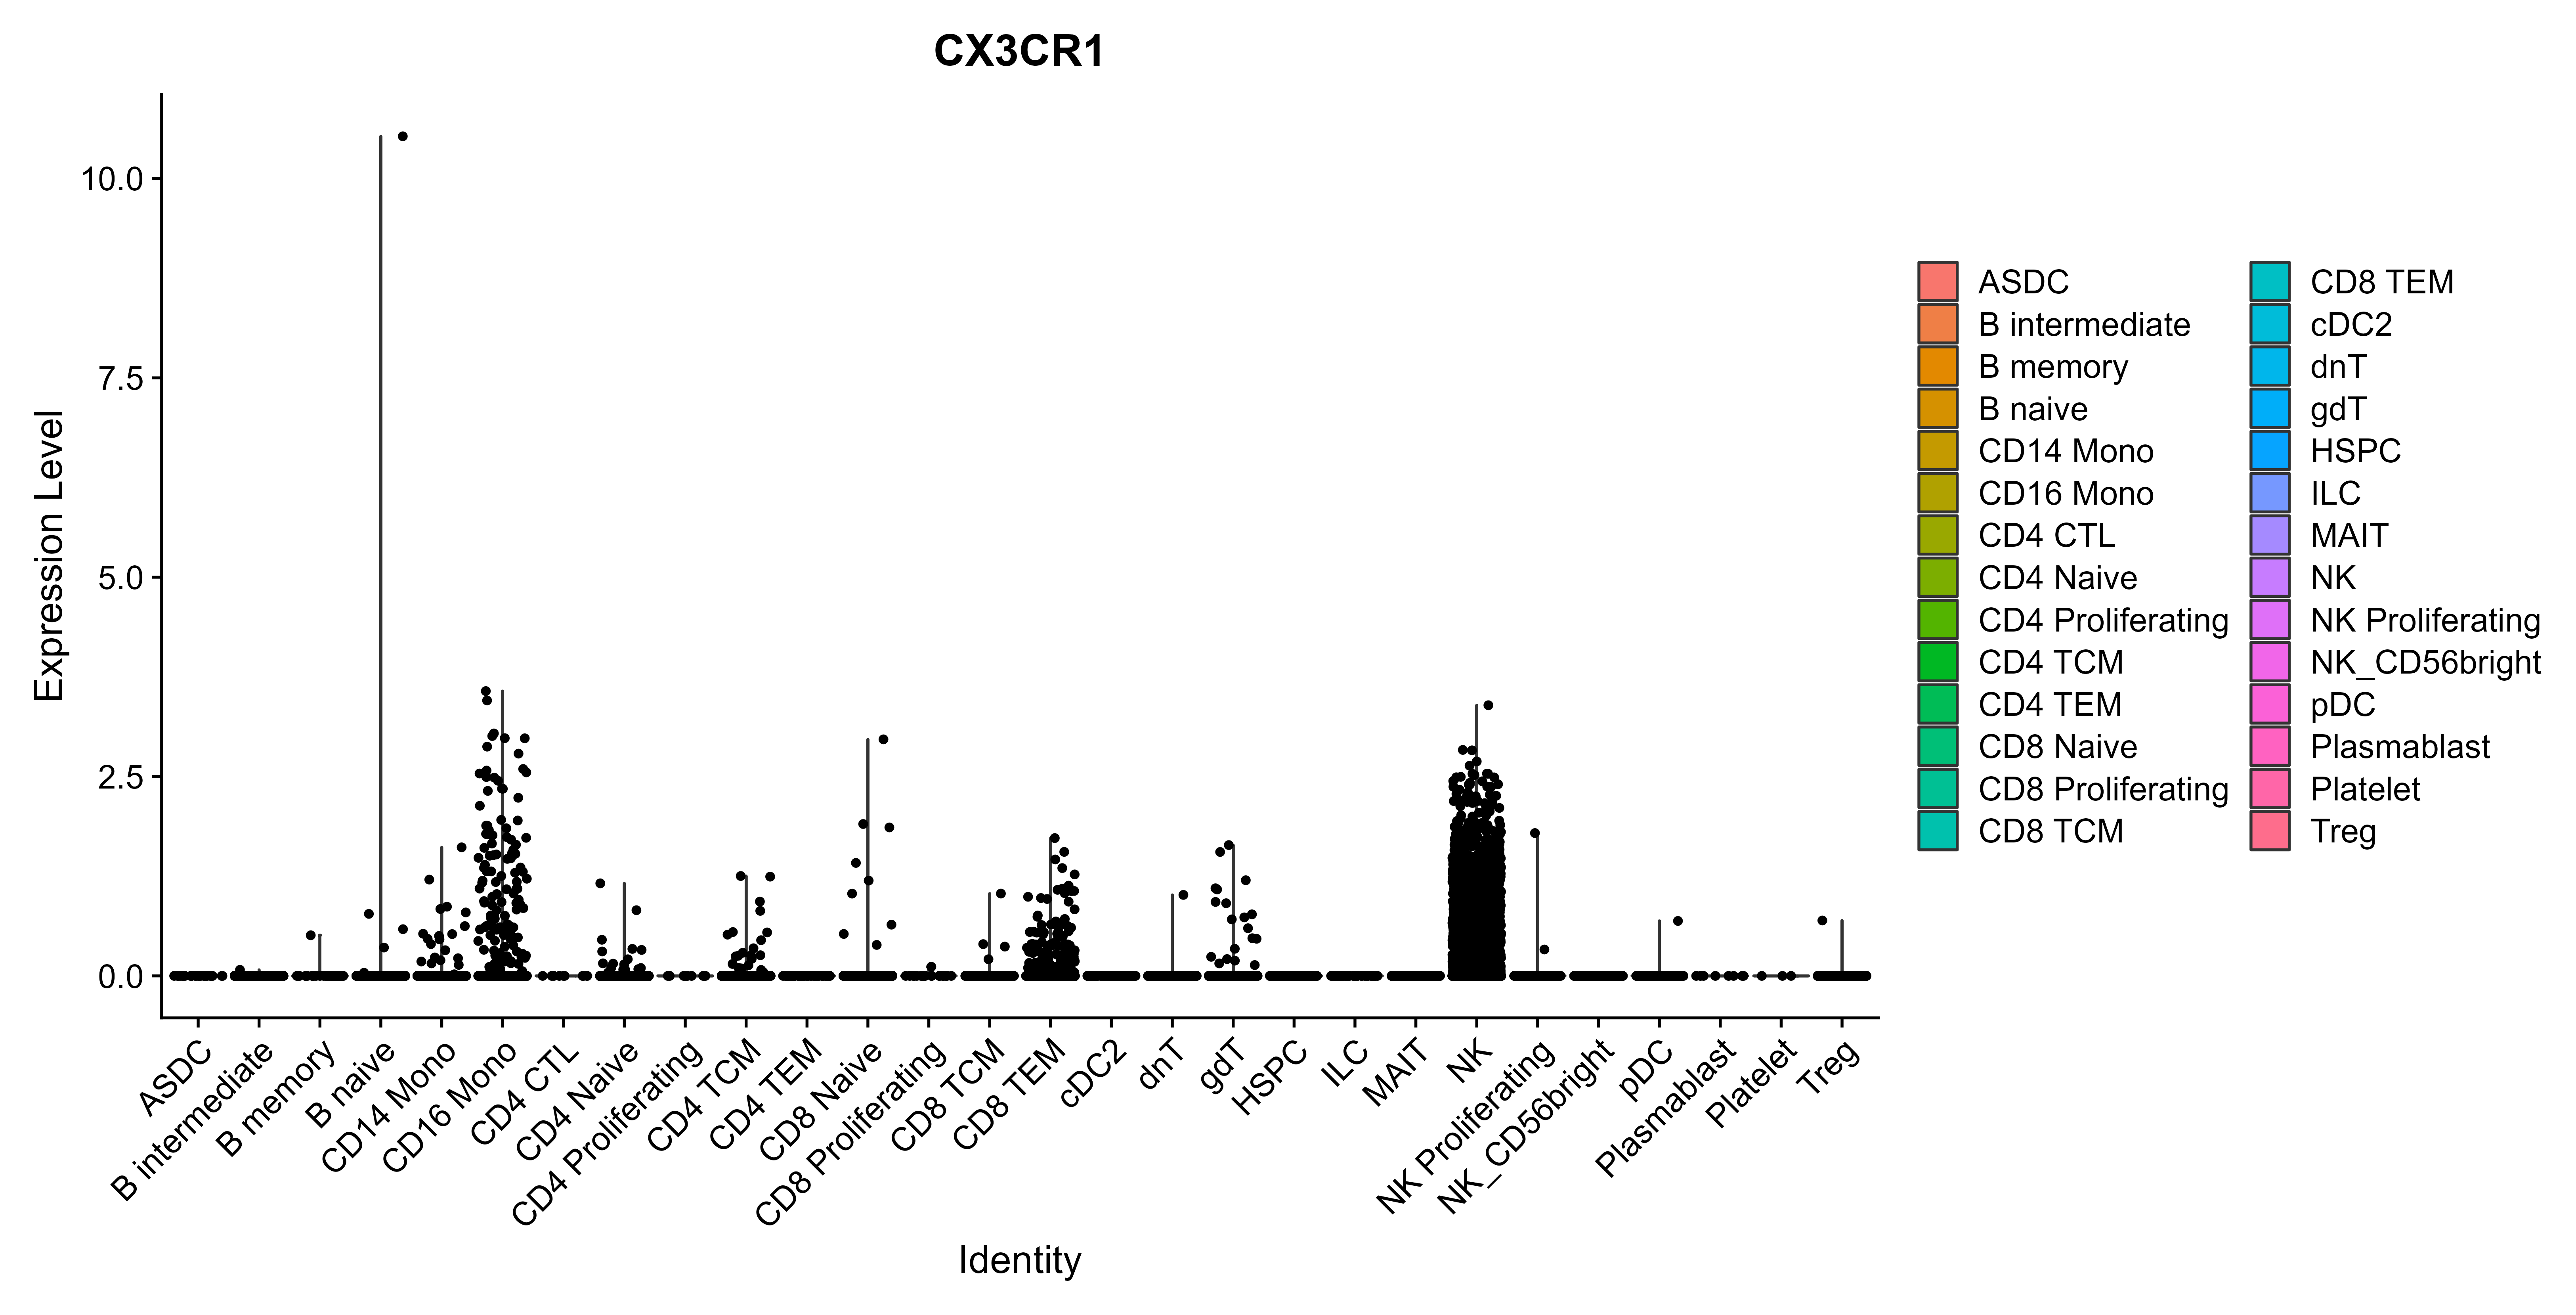 CX3CR1
Expression Level
10.0
7.5
5.0
2.5
0.0
ASDC
B intermediate
B memory
B naive
CD14 Mono
CD16 Mono
CD4 CTL
CD4 Naive
CD4 Proliferating
CD4 TCM
CD4 TEM
CD8 Naive
CD8 Proliferating
CD8 TCM
CD8 TEM
cDC2
dnT
gdT
HSPC
ILC
MAIT
NK
NK Proliferating
NK_CD56bright
pDC
Plasmablast
Platelet
Treg
Identity
ASDC
B intermediate
B memory
B naive
CD14 Mono
CD16 Mono
CD4 CTL
CD4 Naive
CD4 Proliferating
CD4 TCM
CD4 TEM
CD8 Naive
CD8 Proliferating
CD8 TCM
CD8 TEM
cDC2
dnT
gdT
HSPC
ILC
MAIT
NK
NK Proliferating
NK_CD56bright
pDC
Plasmablast
Platelet
Treg